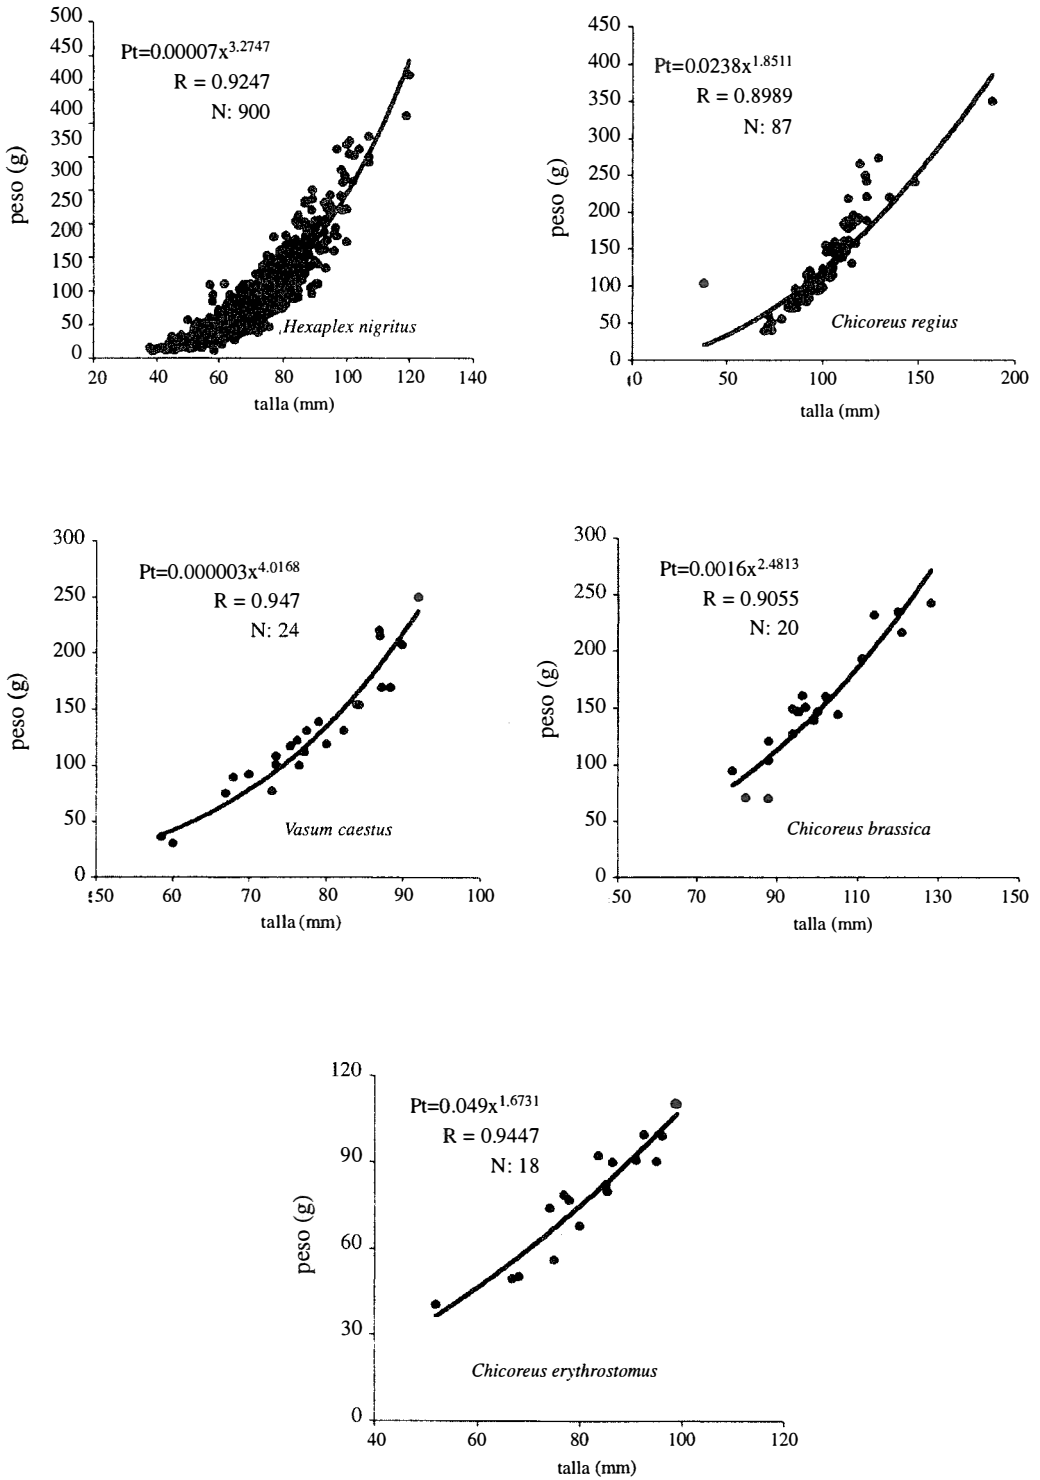 500
450
400
350
300
250
200
150
100
50
0
peso (g)
Pt=0.00007x^3.2747
R = 0.9247
N: 900
Hexaplex nigritus
20 40 60 80 100 120 140
talla (mm)
450
400
350
300
250
200
150
100
50
0
peso (g)
Pt=0.0238x^1.8511
R = 0.8989
N: 87
Chicoreus regius
0 50 100 150 200
talla (mm)
300
250
200
150
100
50
0
peso (g)
Pt=0.000003x^4.0168
R = 0.947
N: 24
Vasum caestus
50 60 70 80 90 100
talla (mm)
300
250
200
150
100
50
0
peso (g)
Pt=0.0016x^2.4813
R = 0.9055
N: 20
Chicoreus brassica
50 70 90 110 130 150
talla (mm)
120
90
60
30
0
peso (g)
Pt=0.049x^1.6731
R = 0.9447
N: 18
Chicoreus erythrostomus
40 60 80 100 120
talla (mm)